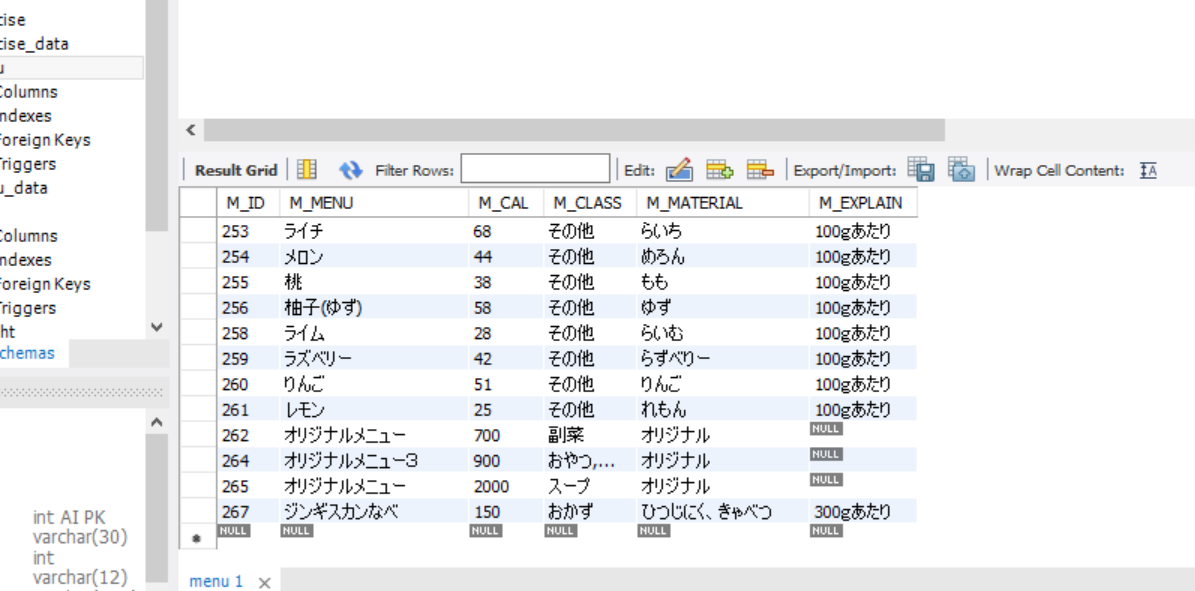 cise
cise_data
u
Columns
Indexes
Foreign Keys
Triggers
u_data
Columns
Indexes
Foreign Keys
Triggers
ht
chemas
int AI PK
varchar(30)
int
varchar(12)
Result Grid Filter Rows: Edit: Export/Import: Wrap Cell Content: IA
M_ID M_MENU M_CAL M_CLASS M_MATERIAL M_EXPLAIN
253 ライチ 68 その他 らいち 100gあたり
254 メロン 44 その他 めろん 100gあたり
255 桃 38 その他 もも 100gあたり
256 柚子(ゆず) 58 その他 ゆず 100gあたり
258 ライム 28 その他 らいむ 100gあたり
259 ラズベリー 42 その他 らずべりー 100gあたり
260 りんご 51 その他 りんご 100gあたり
261 レモン 25 その他 れもん 100gあたり
262 オリジナルメニュー 700 副菜 オリジナル NULL
264 オリジナルメニュー3 900 おやつ,... オリジナル NULL
265 オリジナルメニュー 2000 スープ オリジナル NULL
267 ジンギスカンなべ 150 おかず ひつじにく、きゃべつ 300gあたり
NULL NULL NULL NULL NULL NULL
menu 1